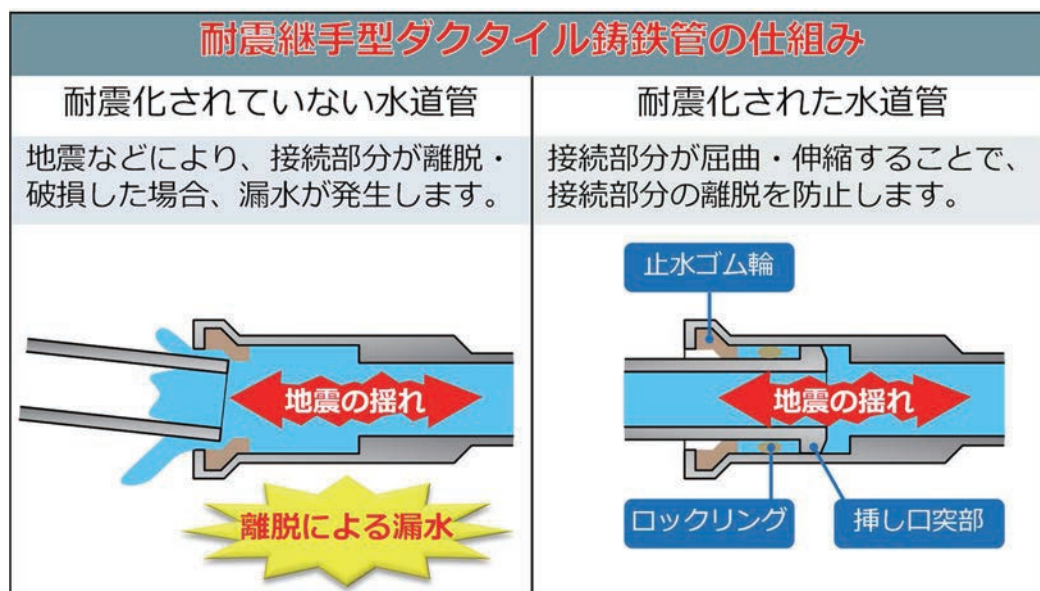 耐震継手型ダクタイル鋳鉄管の仕組み
耐震化されていない水道管
地震などにより、接続部分が離脱・
破損した場合、漏水が発生します。
地震の揺れ
離脱による漏水
耐震化された水道管
接続部分が屈曲・伸縮することで、
接続部分の離脱を防止します。
止水ゴム輪
地震の揺れ
ロックリング
挿し口突部